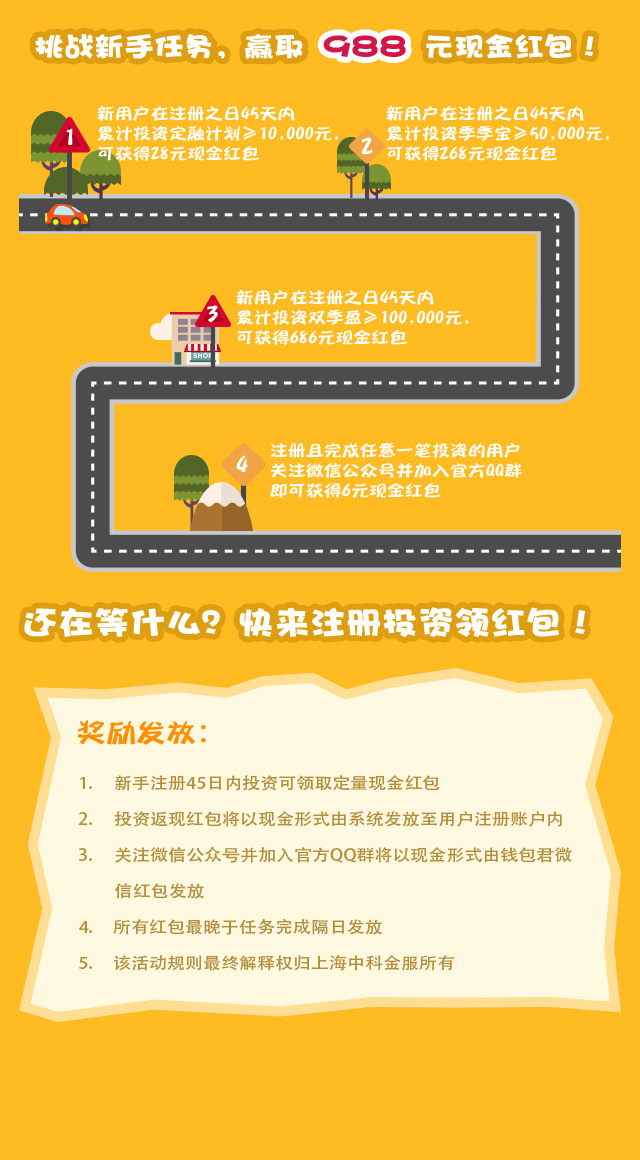 挑战新手任务，赢取 988 元现金红包！
1
新用户在注册之日45天内
累计投资定融计划≥10,000元，
可获得28元现金红包
2
新用户在注册之日45天内
累计投资季季宝≥50,000元，
可获得268元现金红包
3
新用户在注册之日45天内
累计投资双季盈≥100,000元，
可获得686元现金红包
SHOP
4
注册且完成任意一笔投资的用户
关注微信公众号并加入官方QQ群
即可获得6元现金红包
还在等什么？快来注册投资领红包！
奖励发放：
1. 新手注册45日内投资可领取定量现金红包
2. 投资返现红包将以现金形式由系统发放至用户注册账户内
3. 关注微信公众号并加入官方QQ群将以现金形式由钱包君微
信红包发放
4. 所有红包最晚于任务完成隔日发放
5. 该活动规则最终解释权归上海中科金服所有